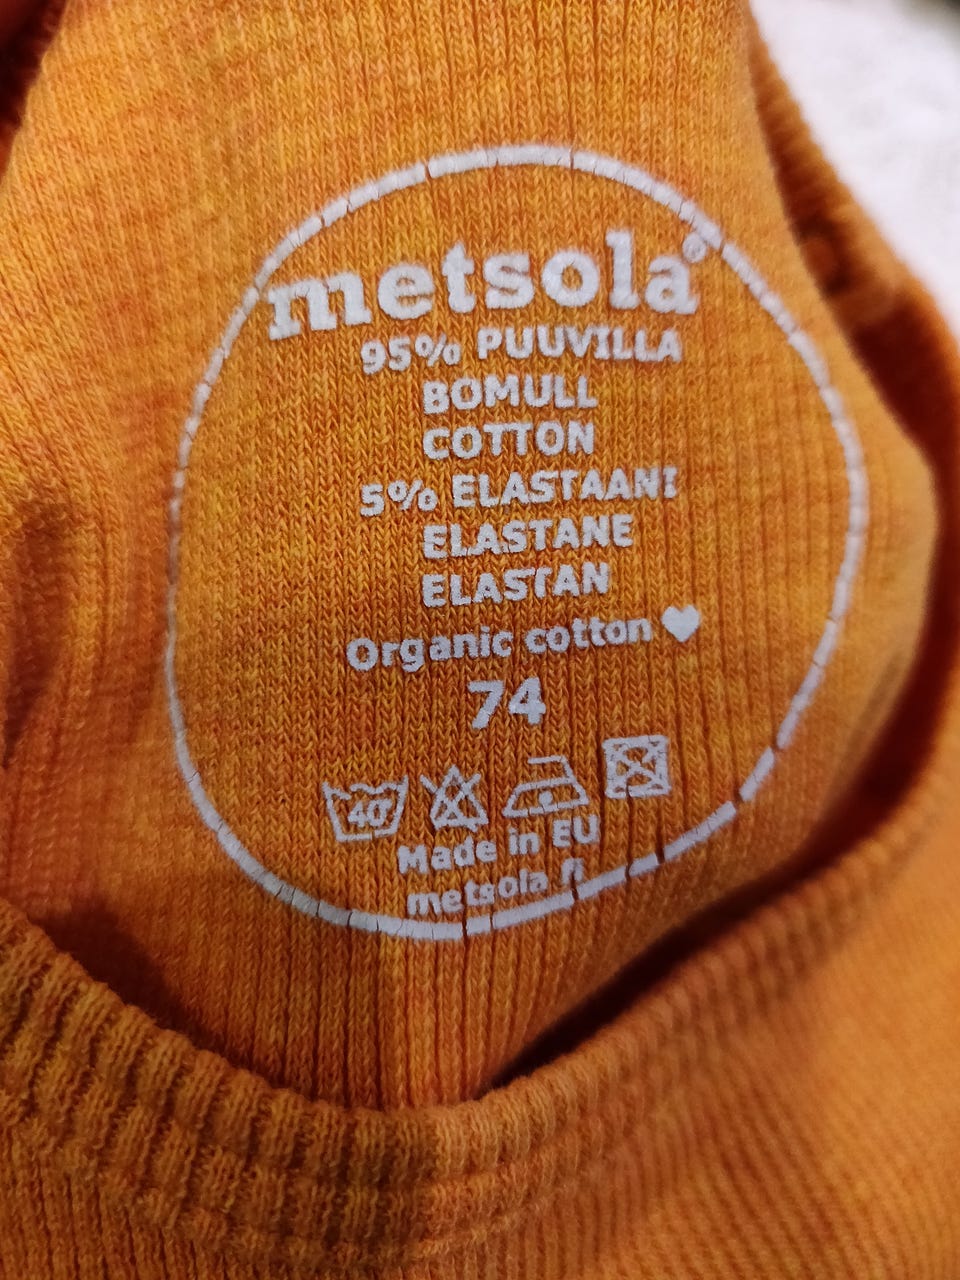 metsola®
95% PUUVILLA
BOMULL
COTTON
5% ELASTAANI
ELASTANE
ELASTAN
Organic cotton ♥
74
40°
Made in EU
metsola.fi